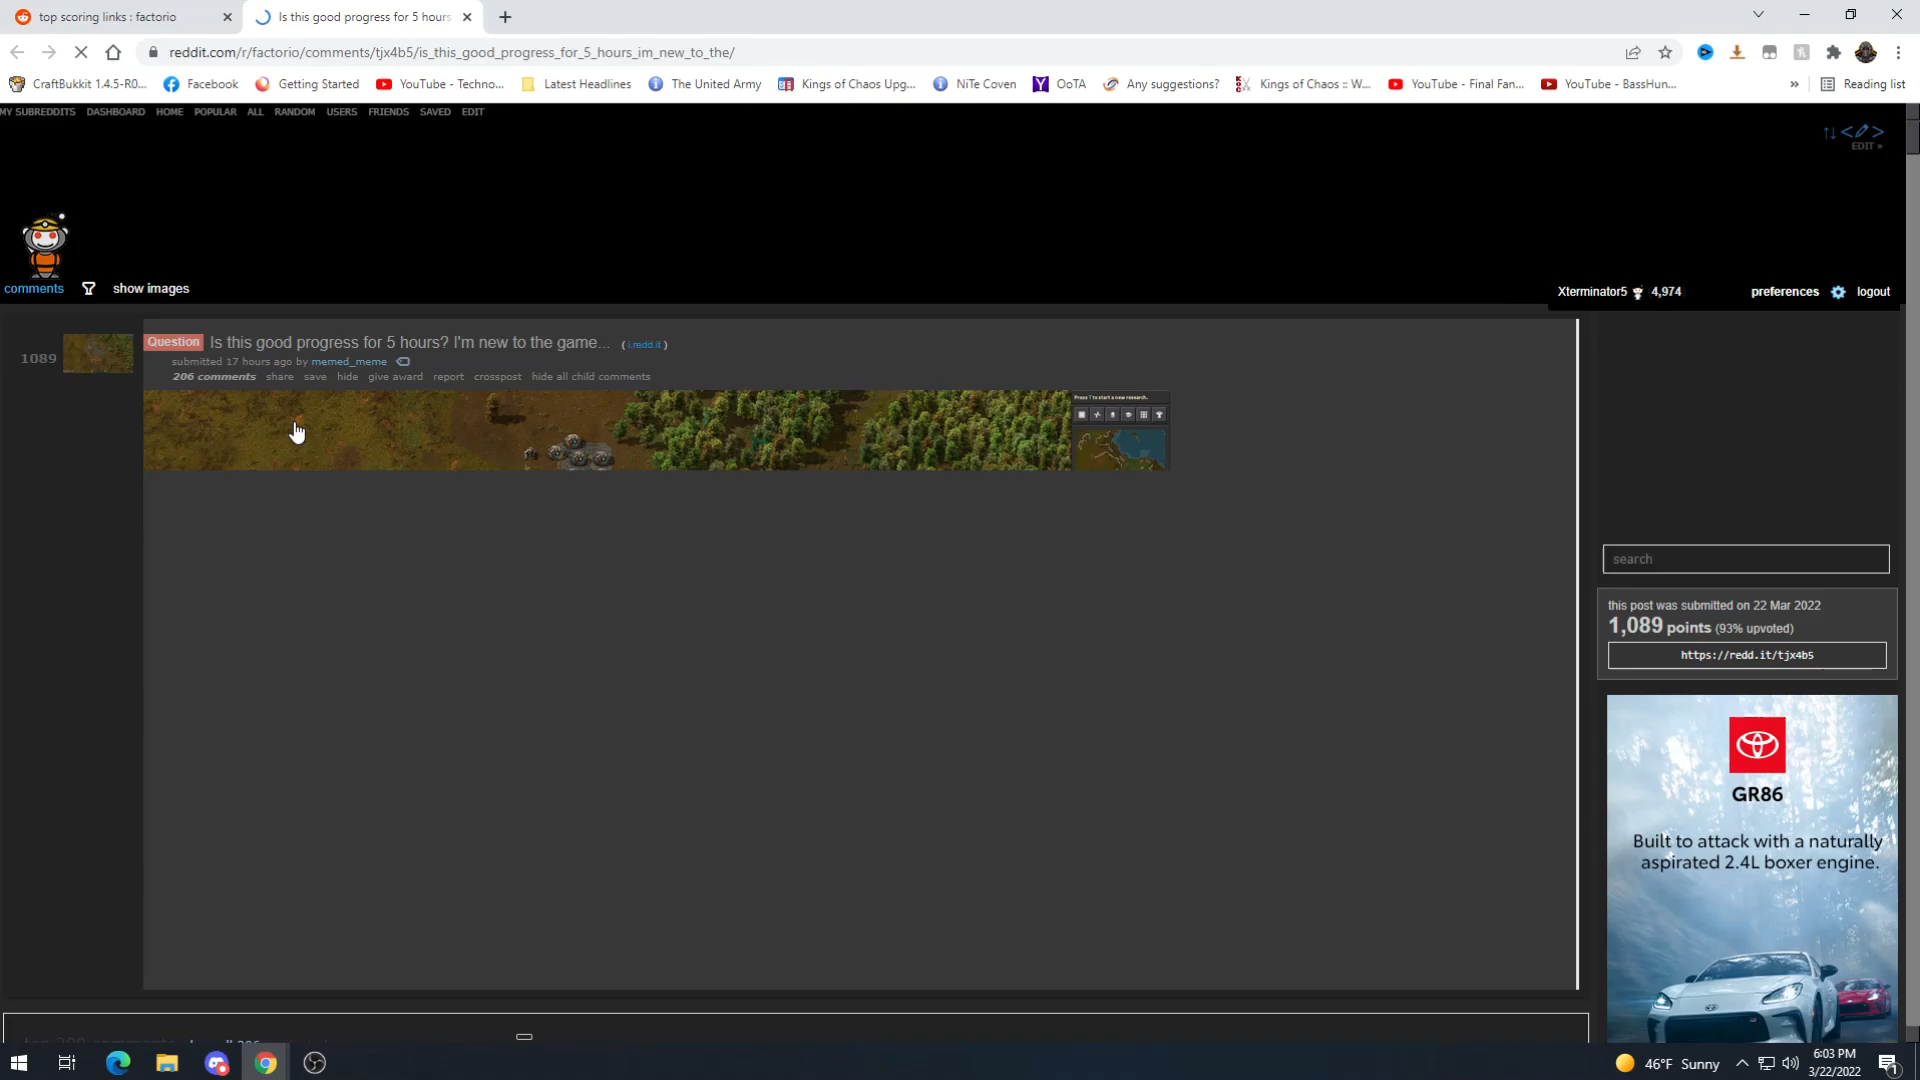 top scoring links : factorio
Is this good progress for 5 hours
reddit.com/r/factorio/comments/tjx4b5/is_this_good_progress_for_5_hours_im_new_to_the/
CraftBukkit 1.4.5-R0...
Facebook
Getting Started
YouTube - Techno...
Latest Headlines
The United Army
Kings of Chaos Upg...
NiTe Coven
OoTA
Any suggestions?
Kings of Chaos :: W...
YouTube - Final Fan...
YouTube - BassHun...
»
Reading list
MY SUBREDDITS DASHBOARD HOME POPULAR ALL RANDOM USERS FRIENDS SAVED EDIT
EDIT »
comments show images
Xterminator5 4,974 preferences logout
1089
Question Is this good progress for 5 hours? I'm new to the game... ( i.redd.it )
submitted 17 hours ago by memed_meme
206 comments share save hide give award report crosspost hide all child comments
Press T to start a new research.
search
this post was submitted on 22 Mar 2022
1,089 points (93% upvoted)
https://redd.it/tjx4b5
GR86
Built to attack with a naturally
aspirated 2.4L boxer engine.
46°F Sunny
6:03 PM
3/22/2022
1